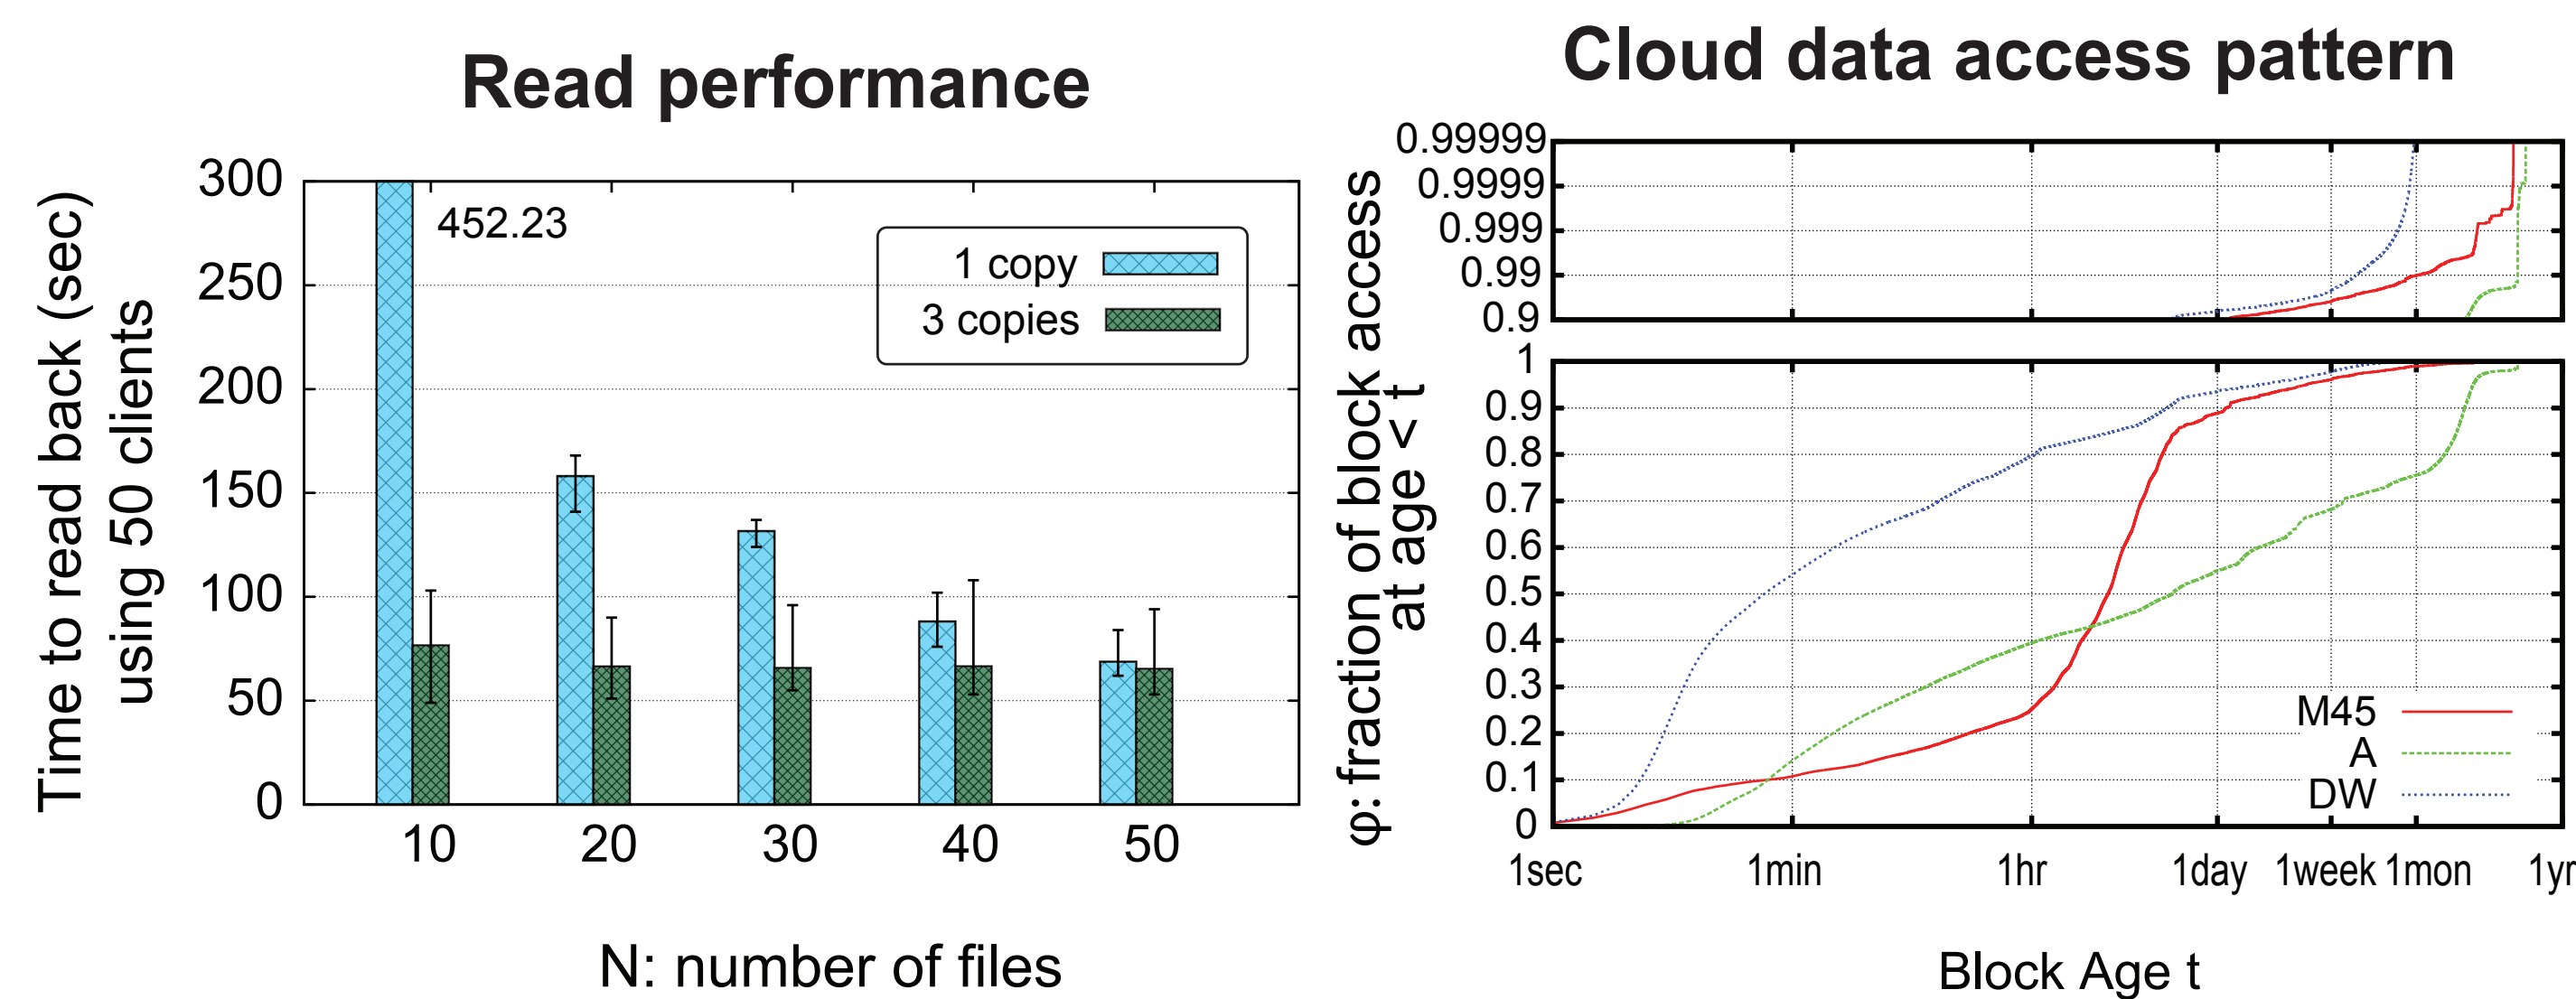 Read performance
Time to read back (sec)
using 50 clients
300
250
200
150
100
50
0
452.23
1 copy
3 copies
10 20 30 40 50
N: number of files
Cloud data access pattern
φ: fraction of block access
at age < t
0.99999
0.9999
0.999
0.99
0.9
1
0.9
0.8
0.7
0.6
0.5
0.4
0.3
0.2
0.1
0
M45
A
DW
1sec 1min 1hr 1day 1week 1mon 1yr
Block Age t